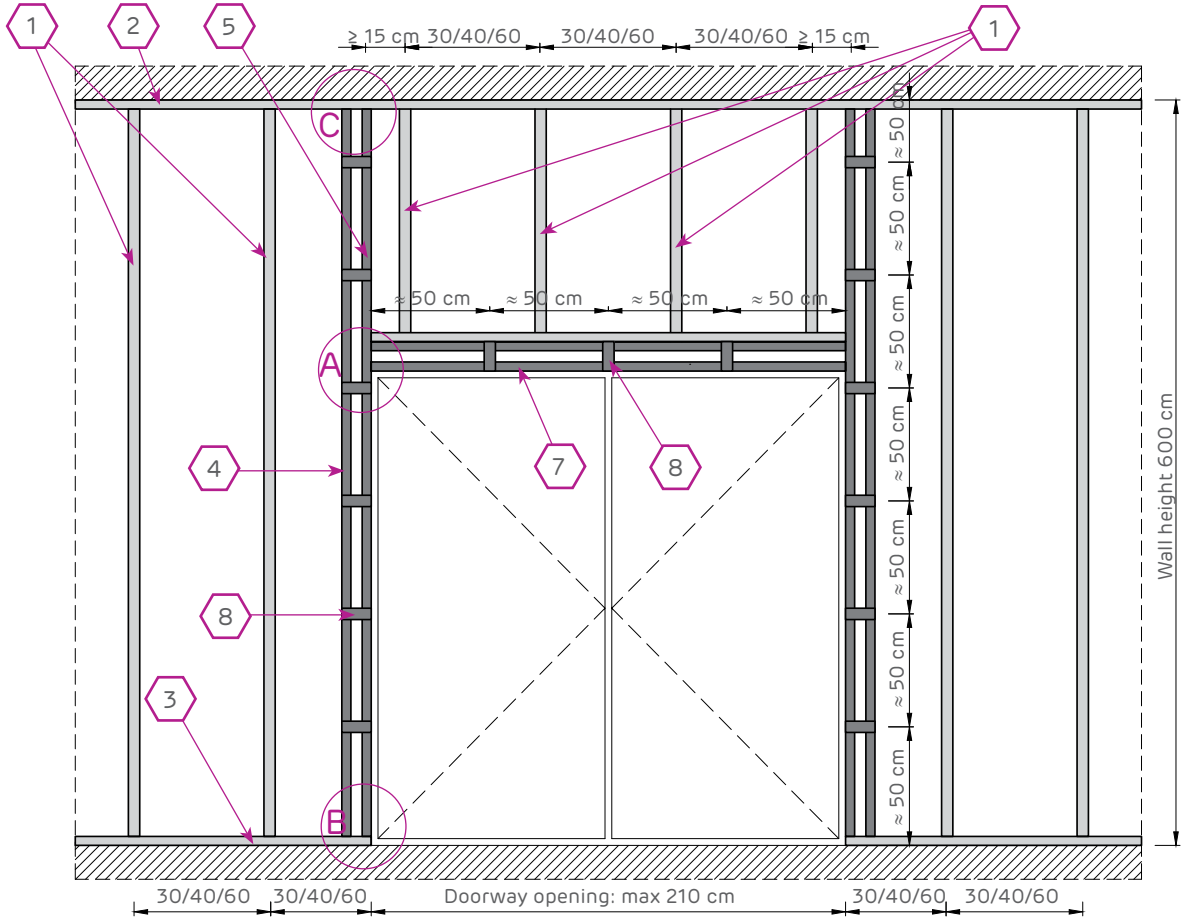 1
2
5
≥ 15 cm
30/40/60
30/40/60
30/40/60
≥ 15 cm
1
C
≈ 50 cm
≈ 50 cm
≈ 50 cm
≈ 50 cm
≈ 50 cm
≈ 50 cm
≈ 50 cm
≈ 50 cm
≈ 50 cm
≈ 50 cm
≈ 50 cm
A
4
7
8
Wall height 600 cm
8
3
B
30/40/60
30/40/60
Doorway opening: max 210 cm
30/40/60
30/40/60